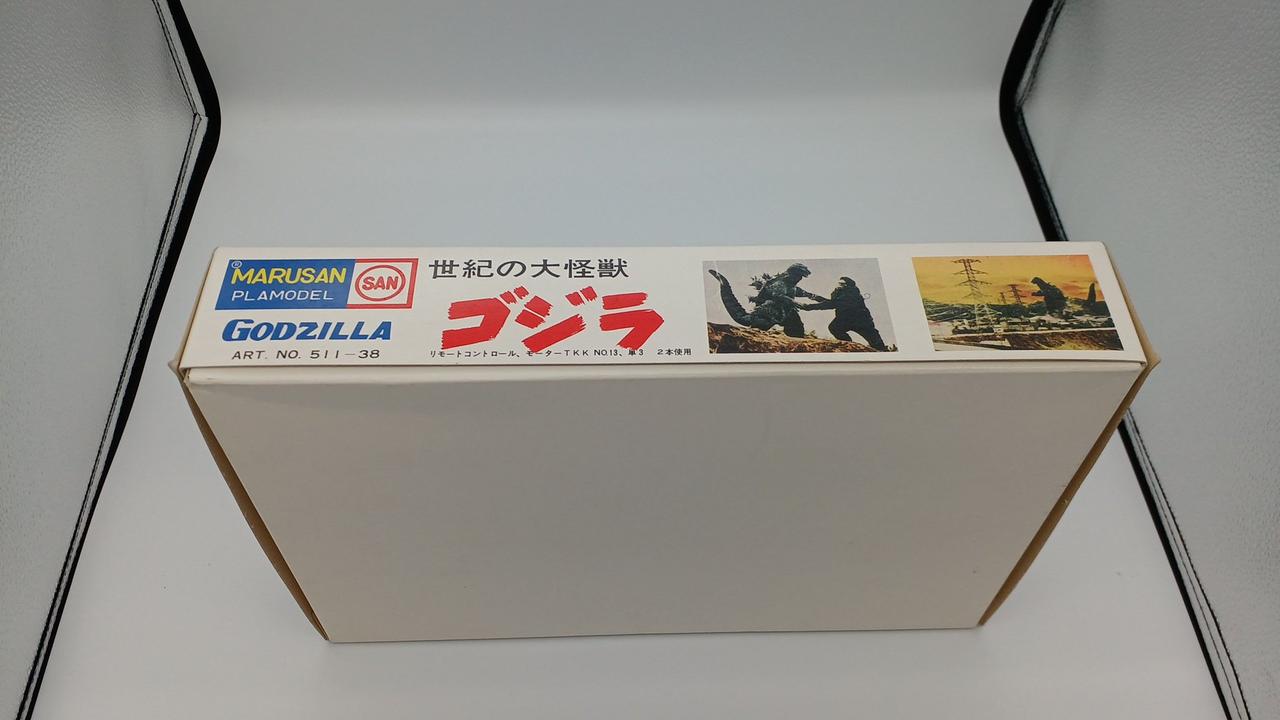 ® MARUSAN
PLAMODEL
SAN
GODZILLA
ART. NO. 511-38
世紀の大怪獣
ゴジラ
リモートコントロール、モーターTKK NO13、単3 2本使用